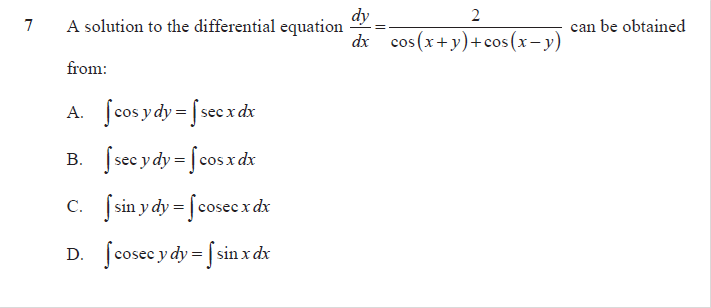 7 A solution to the differential equation dy/dx = 2/(cos(x+y)+cos(x−y)) can be obtained
from:
A. ∫cos y dy = ∫sec x dx
B. ∫sec y dy = ∫cos x dx
C. ∫sin y dy = ∫cosec x dx
D. ∫cosec y dy = ∫sin x dx